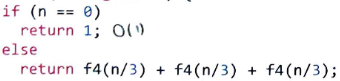 if (n == 0)
return 1; O(1)
else
return f4(n/3) + f4(n/3) + f4(n/3);